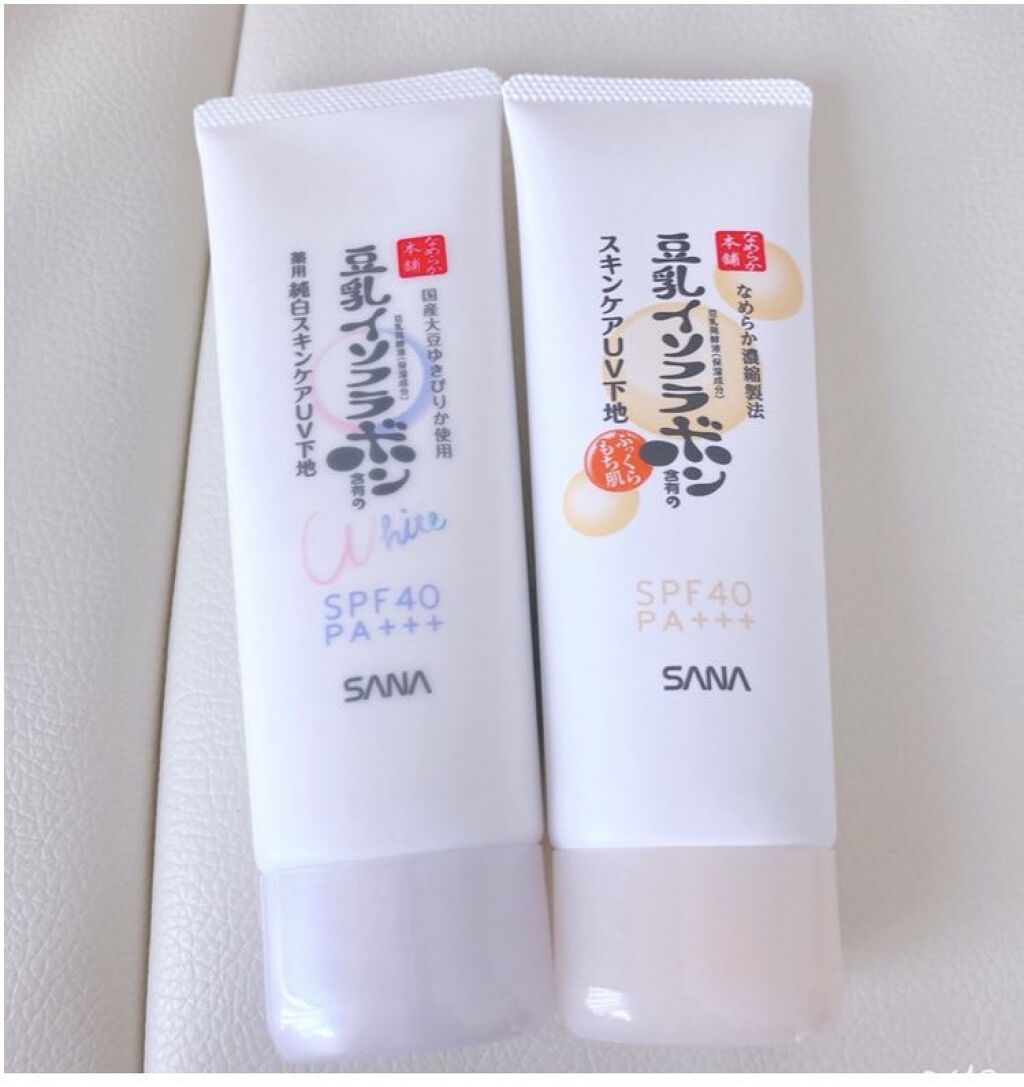 なめらか
本舗
国産大豆ゆきぴりか使用
豆乳発酵液(保湿成分)
豆乳イソフラボン含有の
薬用 純白スキンケアUV下地
White
SPF40
PA+++
SANA
なめらか
本舗
なめらか濃縮製法
豆乳発酵液(保湿成分)
豆乳イソフラボン含有の
スキンケアUV下地
ふっくら
もち肌
SPF40
PA+++
SANA